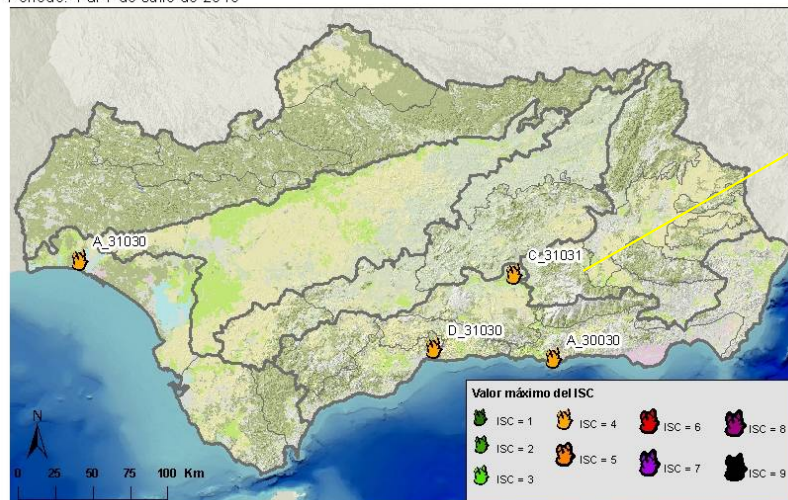 A_31030
C_31031
D_31030
A_30030
Valor máximo del ISC
ISC = 1
ISC = 4
ISC = 6
ISC = 8
ISC = 2
ISC = 5
ISC = 7
ISC = 9
ISC = 3
N
0 25 50 75 100 Km